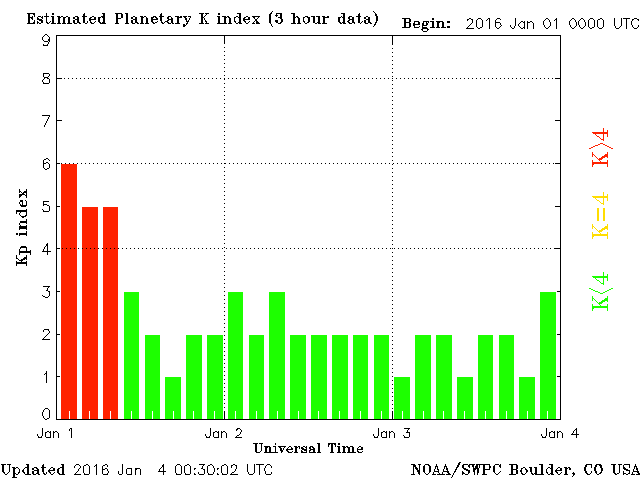 Estimated Planetary K index (3 hour data) Begin: 2016 Jan 01 0000 UTC
9
8
7
6
5
4
3
2
1
0
Kp index
K>4
K=4
K<4
Jan 1 Jan 2 Jan 3 Jan 4
Universal Time
Updated 2016 Jan 4 00:30:02 UTC NOAA/SWPC Boulder, CO USA